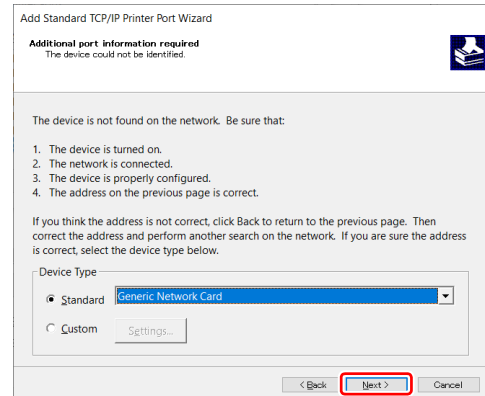 Add Standard TCP/IP Printer Port Wizard
Additional port information required
The device could not be identified.
The device is not found on the network. Be sure that:
1. The device is turned on.
2. The network is connected.
3. The device is properly configured.
4. The address on the previous page is correct.
If you think the address is not correct, click Back to return to the previous page. Then
correct the address and perform another search on the network. If you are sure the address
is correct, select the device type below.
Device Type
Standard Generic Network Card
Custom Settings...
< Back Next > Cancel